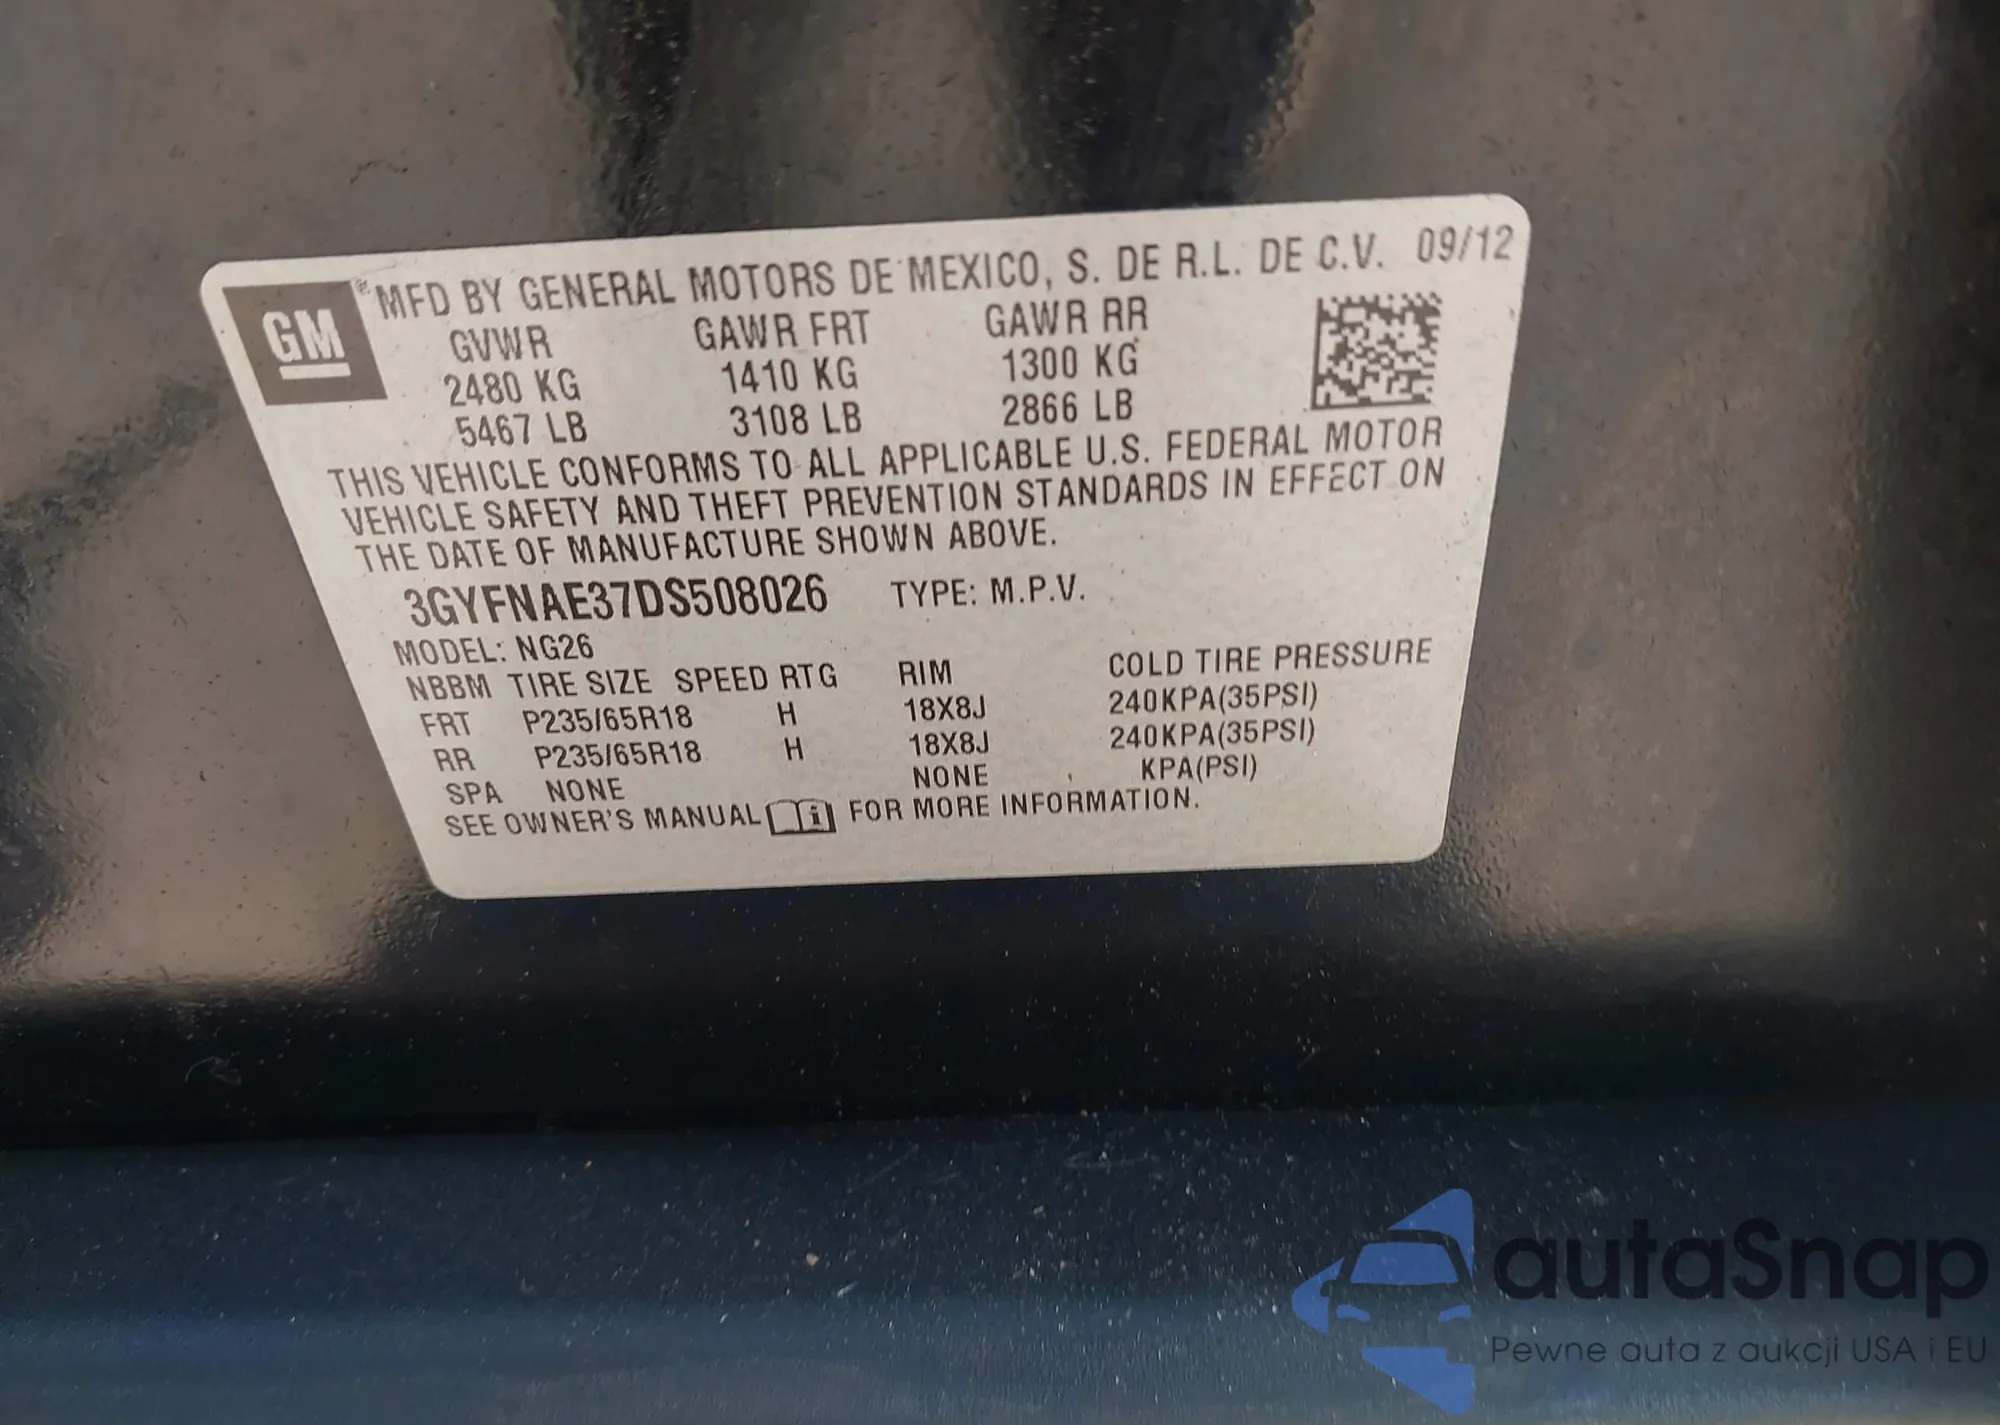 GM ® MFD BY GENERAL MOTORS DE MEXICO, S. DE R.L. DE C.V. 09/12
GVWR GAWR FRT GAWR RR
2480 KG 1410 KG 1300 KG
5467 LB 3108 LB 2866 LB
THIS VEHICLE CONFORMS TO ALL APPLICABLE U.S. FEDERAL MOTOR
VEHICLE SAFETY AND THEFT PREVENTION STANDARDS IN EFFECT ON
THE DATE OF MANUFACTURE SHOWN ABOVE.
3GYFNAE37DS508026 TYPE: M.P.V.
MODEL: NG26
NBBM TIRE SIZE SPEED RTG RIM COLD TIRE PRESSURE
FRT P235/65R18 H 18X8J 240KPA(35PSI)
RR P235/65R18 H 18X8J 240KPA(35PSI)
SPA NONE NONE KPA(PSI)
SEE OWNER'S MANUAL FOR MORE INFORMATION.
autaSnap
Pewne auta z aukcji USA i EU